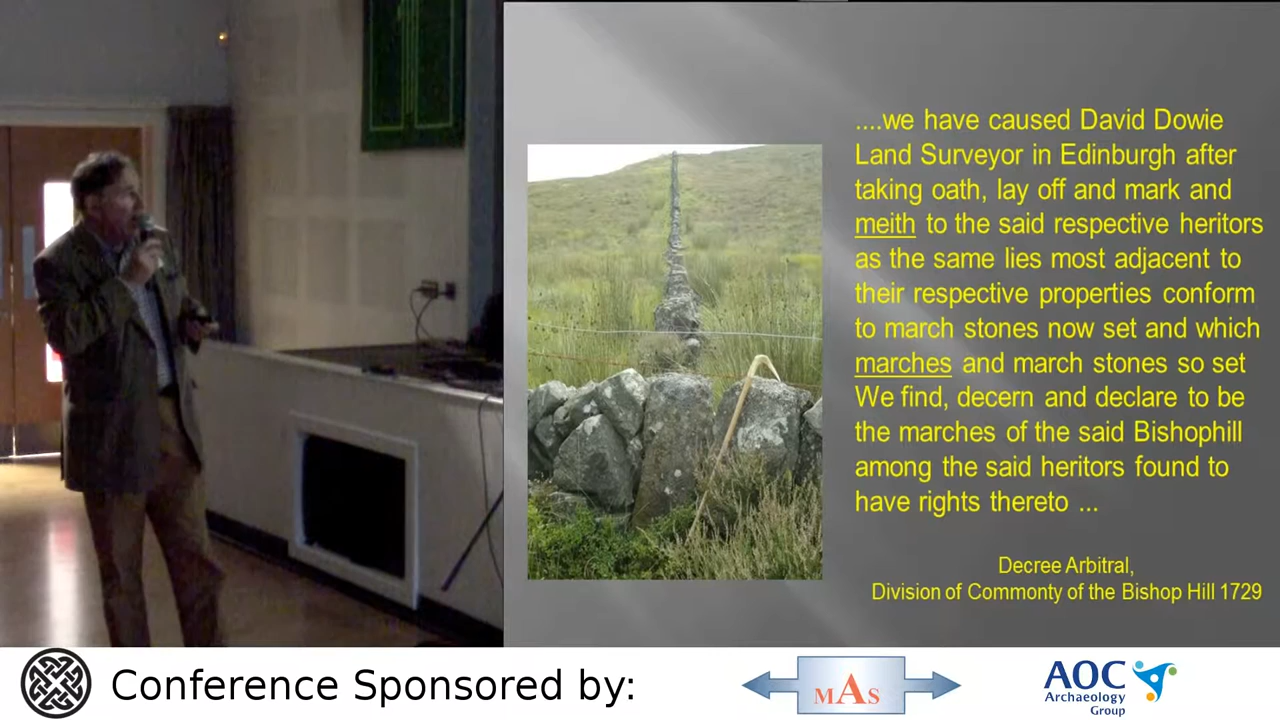 ....we have caused David Dowie
Land Surveyor in Edinburgh after
taking oath, lay off and mark and
meith to the said respective heritors
as the same lies most adjacent to
their respective properties conform
to march stones now set and which
marches and march stones so set
We find, decern and declare to be
the marches of the said Bishophill
among the said heritors found to
have rights thereto ...
Decree Arbitral,
Division of Commonty of the Bishop Hill 1729
Conference Sponsored by:
MAS
AOC
Archaeology
Group